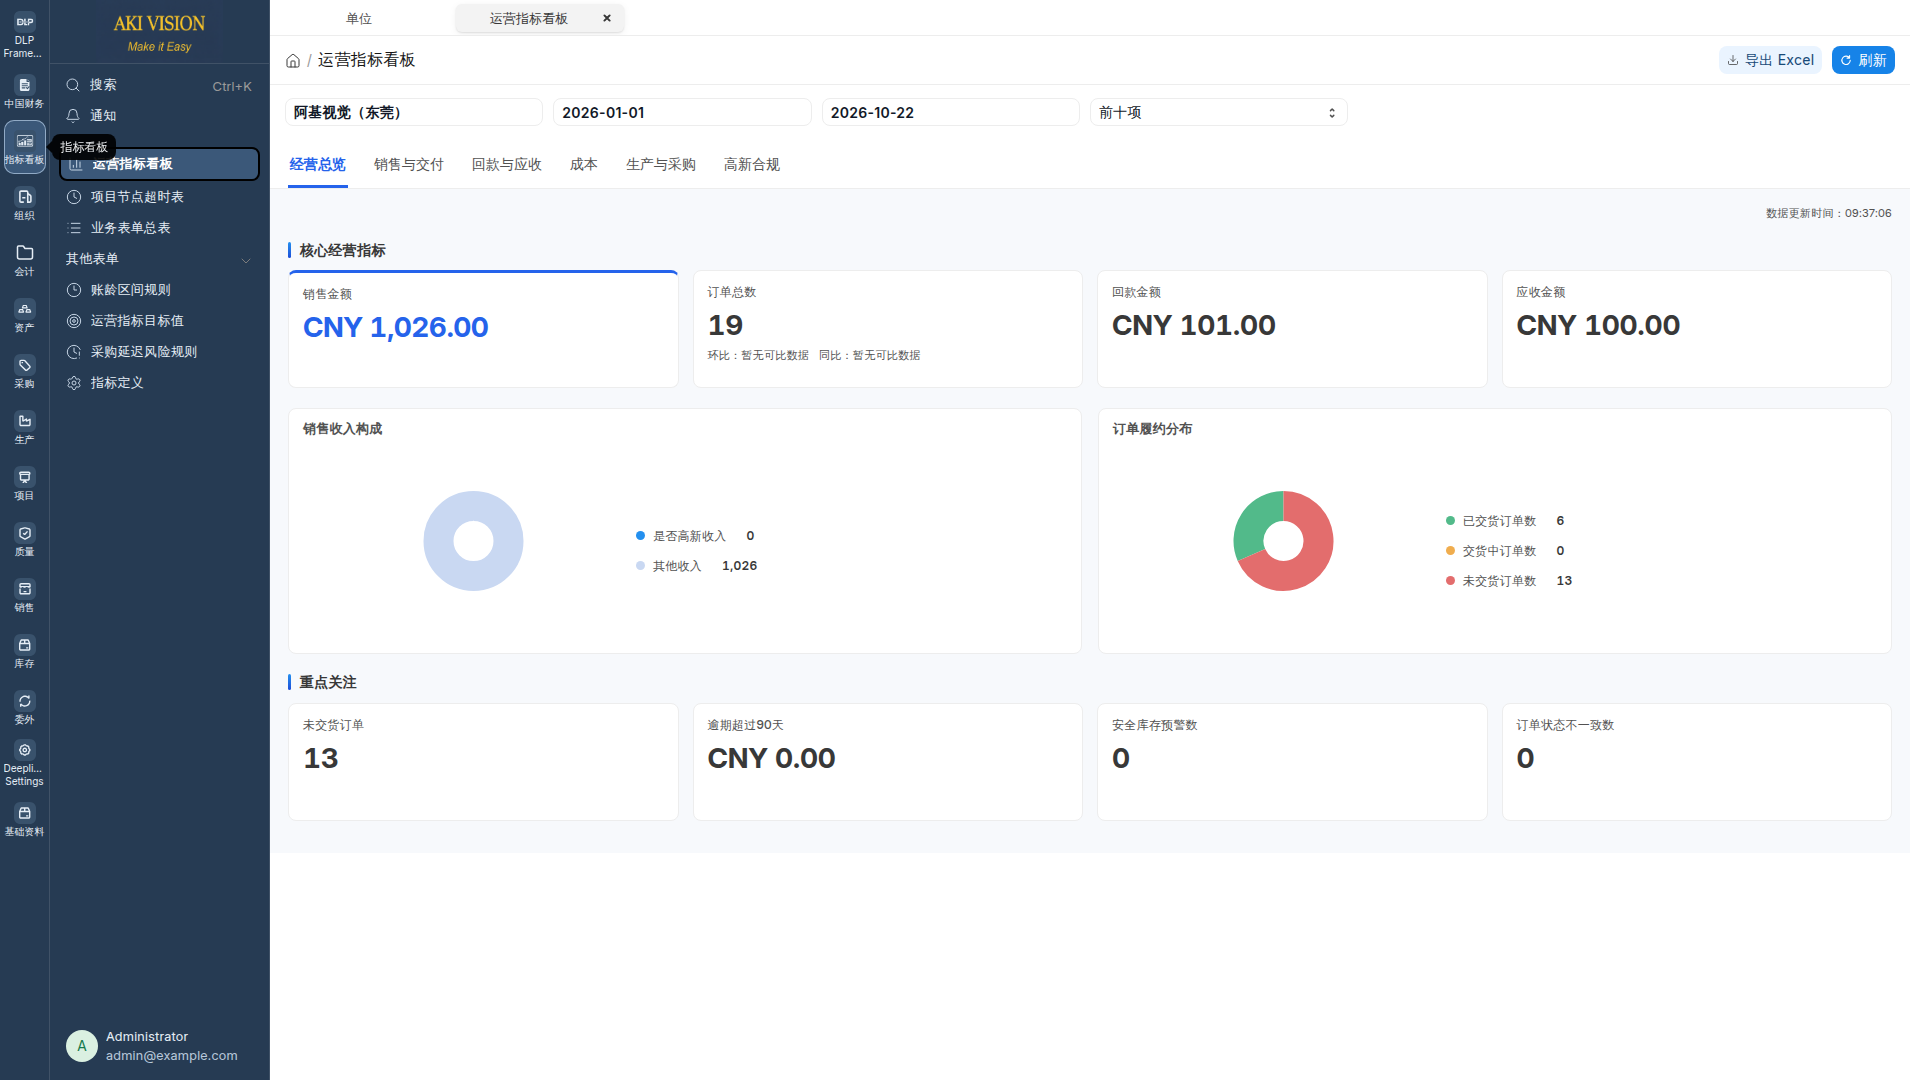 DLP
DLP
Frame...
中国财务
指标看板
组织
会计
资产
采购
生产
项目
质量
销售
库存
委外
Deepli...
Settings
基础资料
AKI VISION
Make it Easy
搜索
Ctrl+K
通知
指标看板
运营指标看板
项目节点超时表
业务表单总表
其他表单
账龄区间规则
运营指标目标值
采购延迟风险规则
指标定义
A
Administrator
admin@example.com
单位
运营指标看板
/ 运营指标看板
导出 Excel
刷新
阿基视觉（东莞）
2026-01-01
2026-10-22
前十项
经营总览
销售与交付
回款与应收
成本
生产与采购
高新合规
数据更新时间：09:37:06
核心经营指标
销售金额
CNY 1,026.00
订单总数
19
环比：暂无可比数据 同比：暂无可比数据
回款金额
CNY 101.00
应收金额
CNY 100.00
销售收入构成
是否高新收入 0
其他收入 1,026
订单履约分布
已交货订单数 6
交货中订单数 0
未交货订单数 13
重点关注
未交货订单
13
逾期超过90天
CNY 0.00
安全库存预警数
0
订单状态不一致数
0